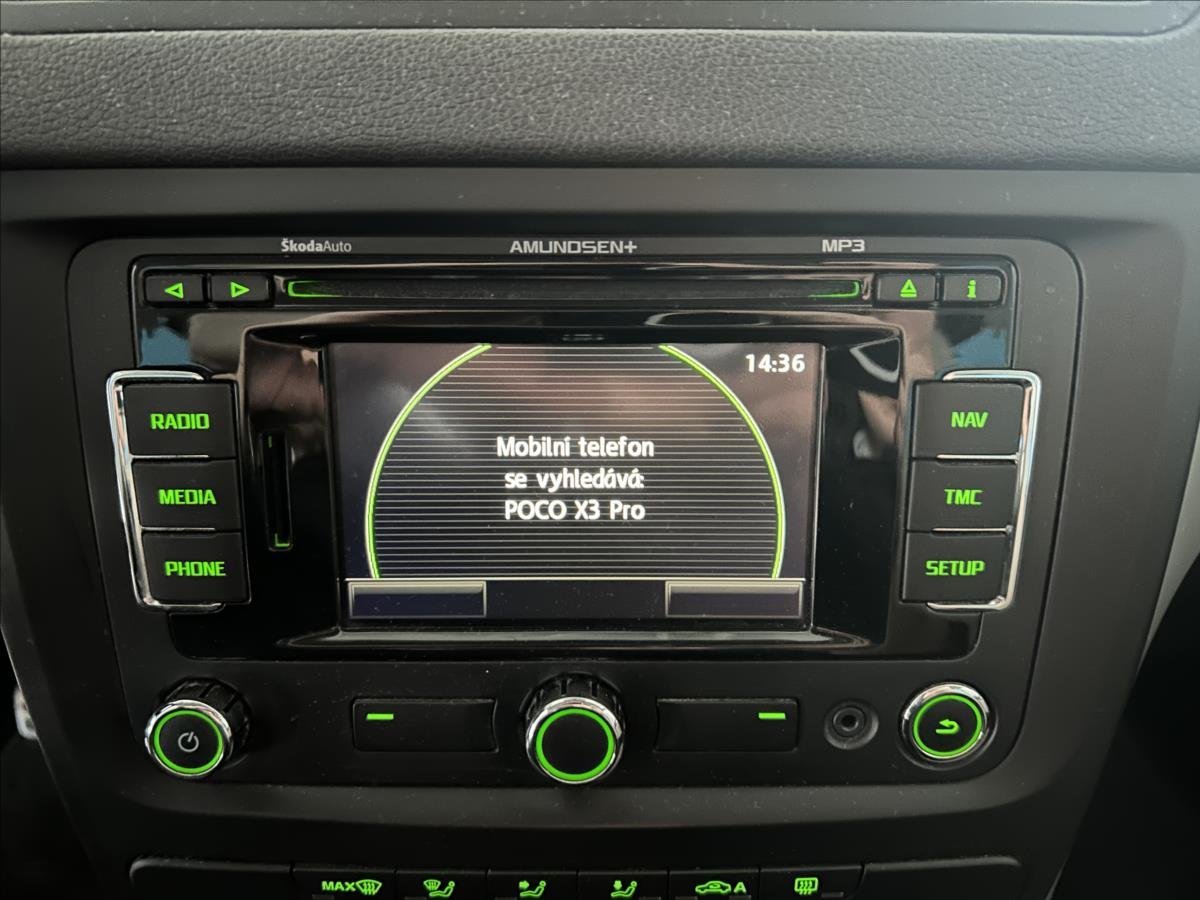 ŠkodaAuto AMUNDSEN+ MP3
i
14:36
RADIO
MEDIA
PHONE
Mobilní telefon
se vyhledává:
POCO X3 Pro
NAV
TMC
SETUP
MAX
A